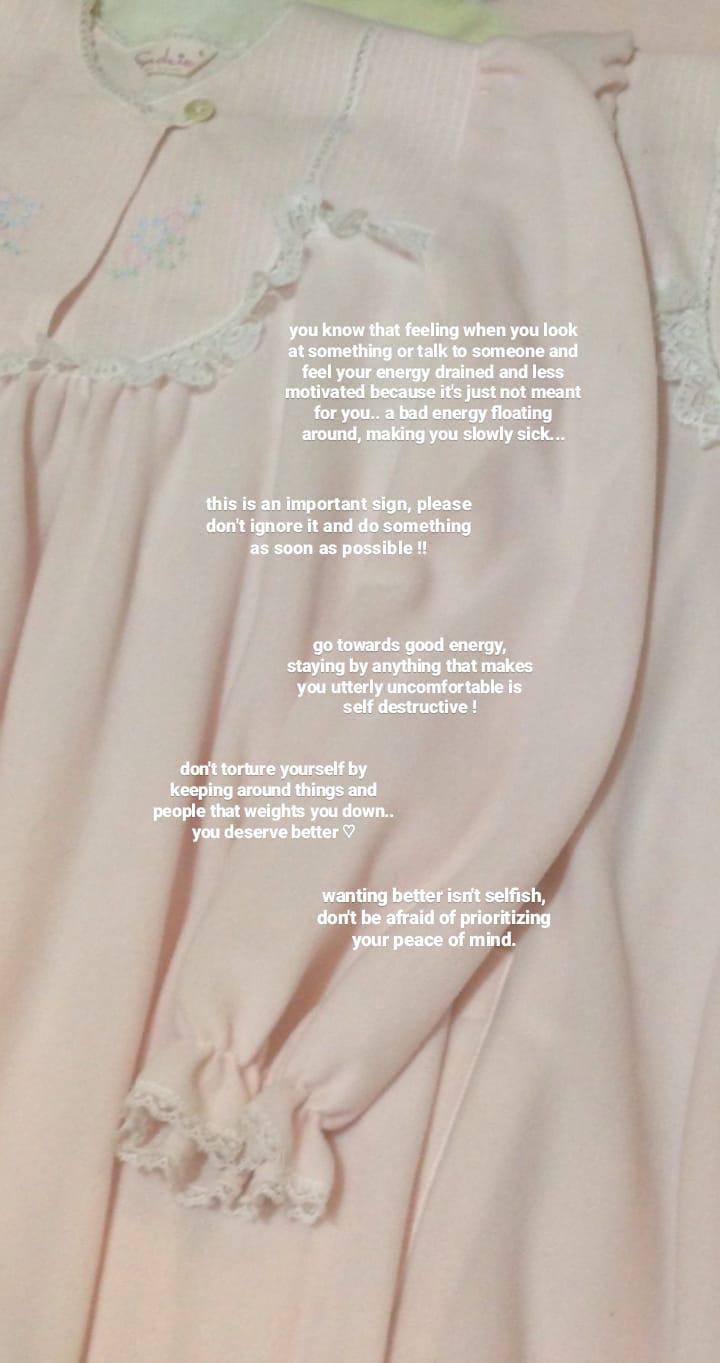 you know that feeling when you look
at something or talk to someone and
feel your energy drained and less
motivated because it's just not meant
for you.. a bad energy floating
around, making you slowly sick...
this is an important sign, please
don't ignore it and do something
as soon as possible !!
go towards good energy,
staying by anything that makes
you utterly uncomfortable is
self destructive !
don't torture yourself by
keeping around things and
people that weights you down..
you deserve better ♡
wanting better isn't selfish,
don't be afraid of prioritizing
your peace of mind.